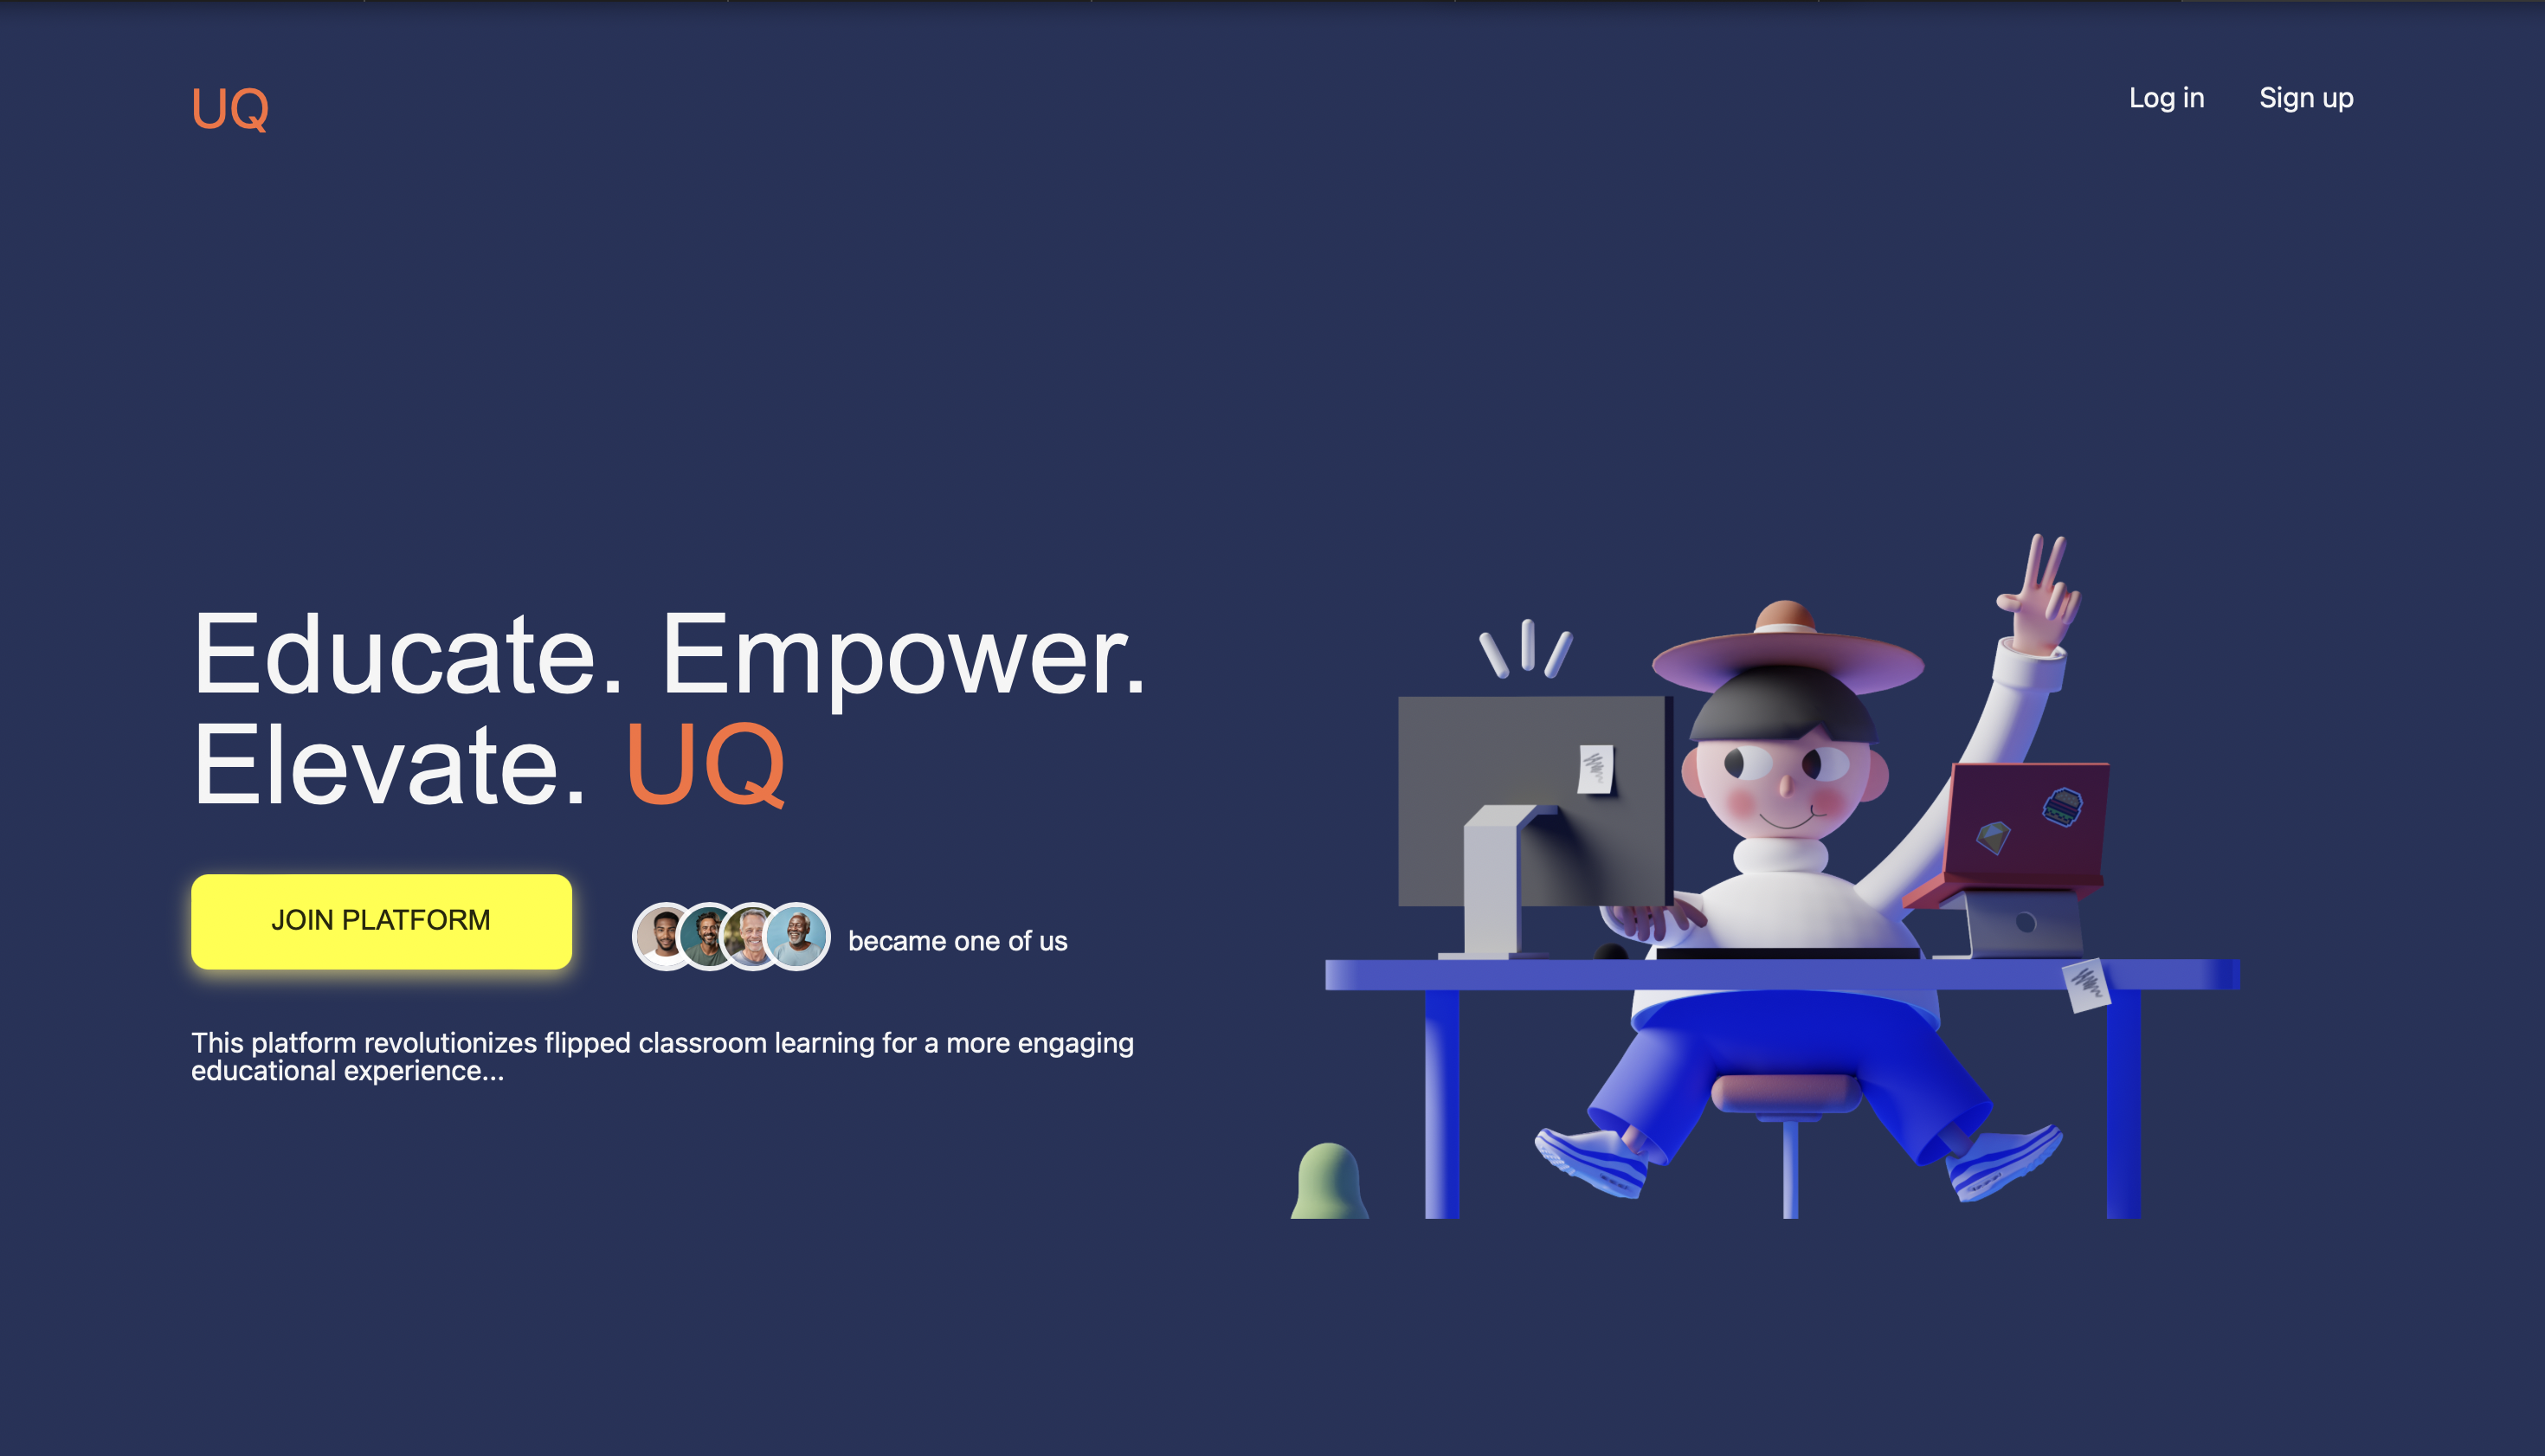 UQ
Log in
Sign up
Educate. Empower.
Elevate. UQ
JOIN PLATFORM
became one of us
This platform revolutionizes flipped classroom learning for a more engaging
educational experience...